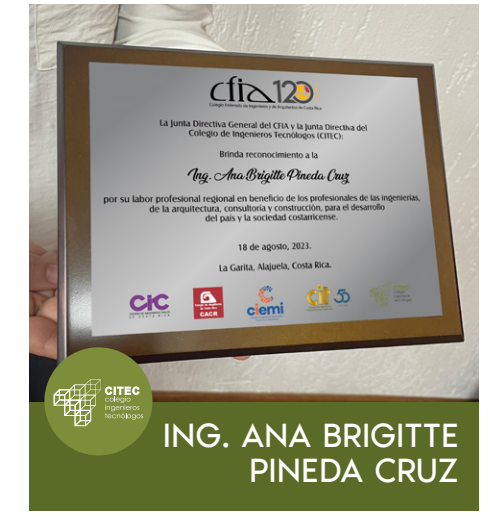 cfia 120
Colegio Federado de Ingenieros y de Arquitectos de Costa Rica
La Junta Directiva General del CFIA y la Junta Directiva del
Colegio de Ingenieros Tecnólogos (CITEC):
Brinda reconocimiento a la
Ing. Ana Brigitte Pineda Cruz
por su labor profesional regional en beneficio de los profesionales de las ingenierías,
de la arquitectura, consultoría y construcción, para el desarrollo
del país y la sociedad costarricense.
18 de agosto, 2023.
La Garita, Alajuela, Costa Rica.
CIC
CACR
ciemi
cit 55
CITEC
colegio
ingenieros
tecnólogos
ING. ANA BRIGITTE
PINEDA CRUZ